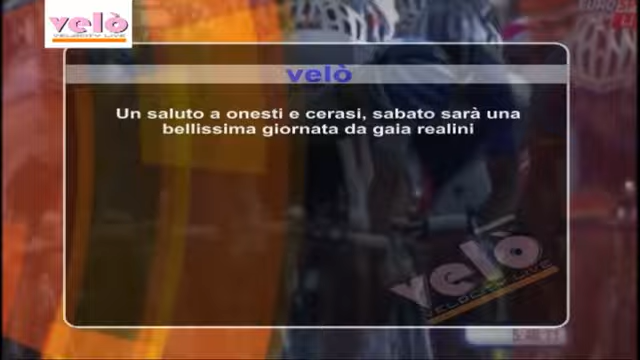 velò
VELOCITY LIVE
velò
Un saluto a onesti e cerasi, sabato sarà una
bellissima giornata da gaia realini
velò
VELOCITY LIVE